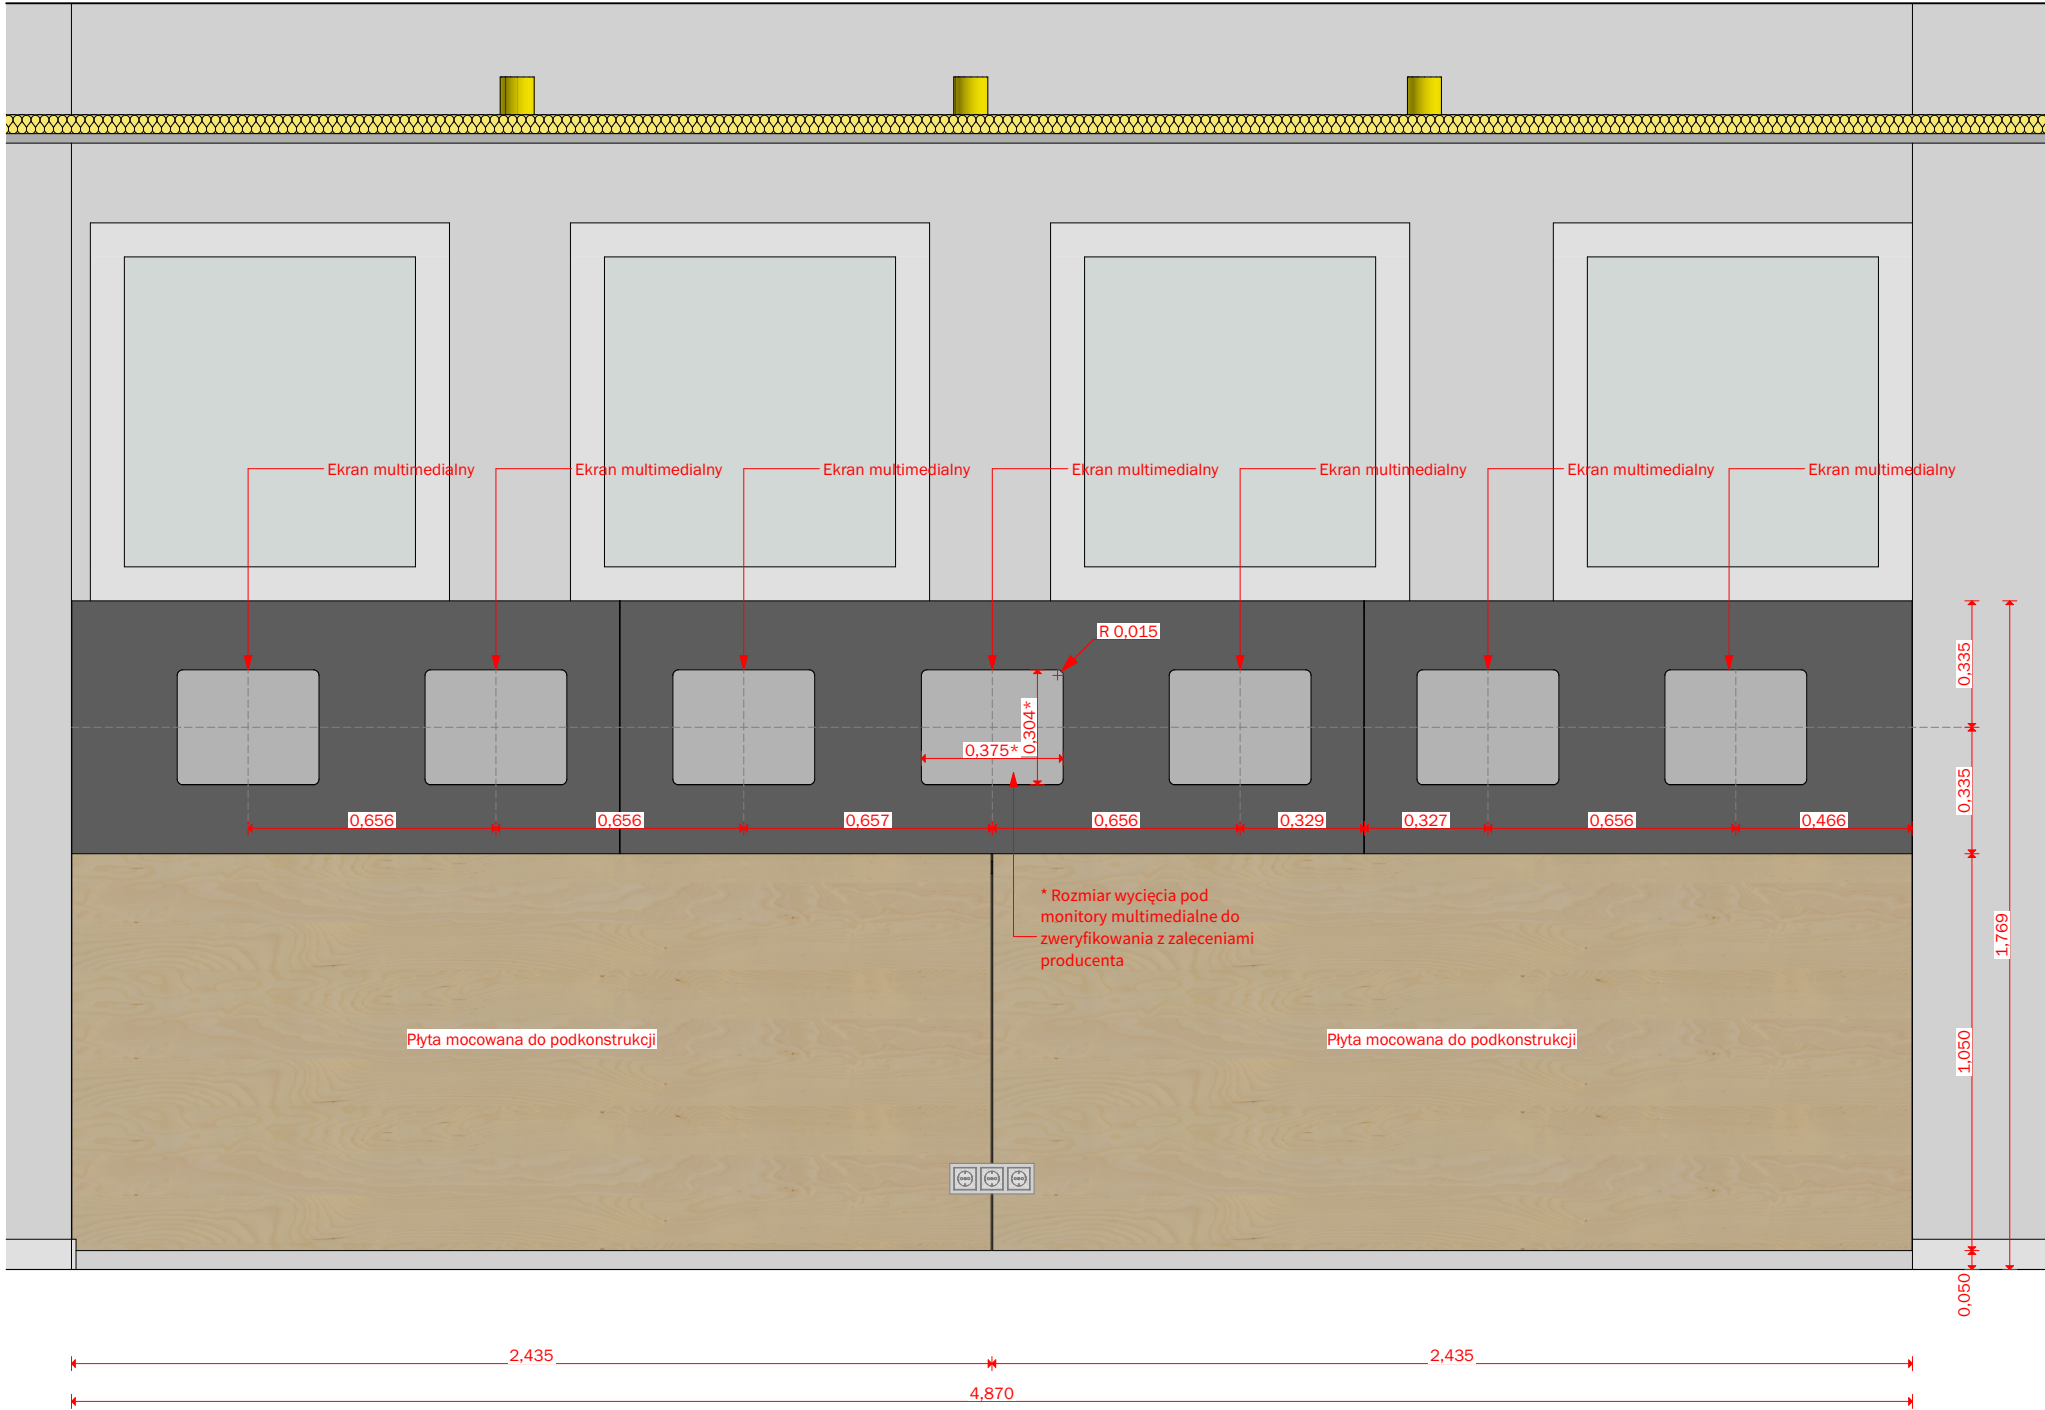 Ekran multimedialny
Ekran multimedialny
Ekran multimedialny
Ekran multimedialny
Ekran multimedialny
Ekran multimedialny
Ekran multimedialny
R 0,015
0,335
0,304*
0,375*
0,335
0,656
0,656
0,657
0,656
0,329
0,327
0,656
0,466
* Rozmiar wycięcia pod
monitory multimedialne do
zweryfikowania z zaleceniami
producenta
1,769
Płyta mocowana do podkonstrukcji
Płyta mocowana do podkonstrukcji
1,050
0,050
2,435
2,435
4,870